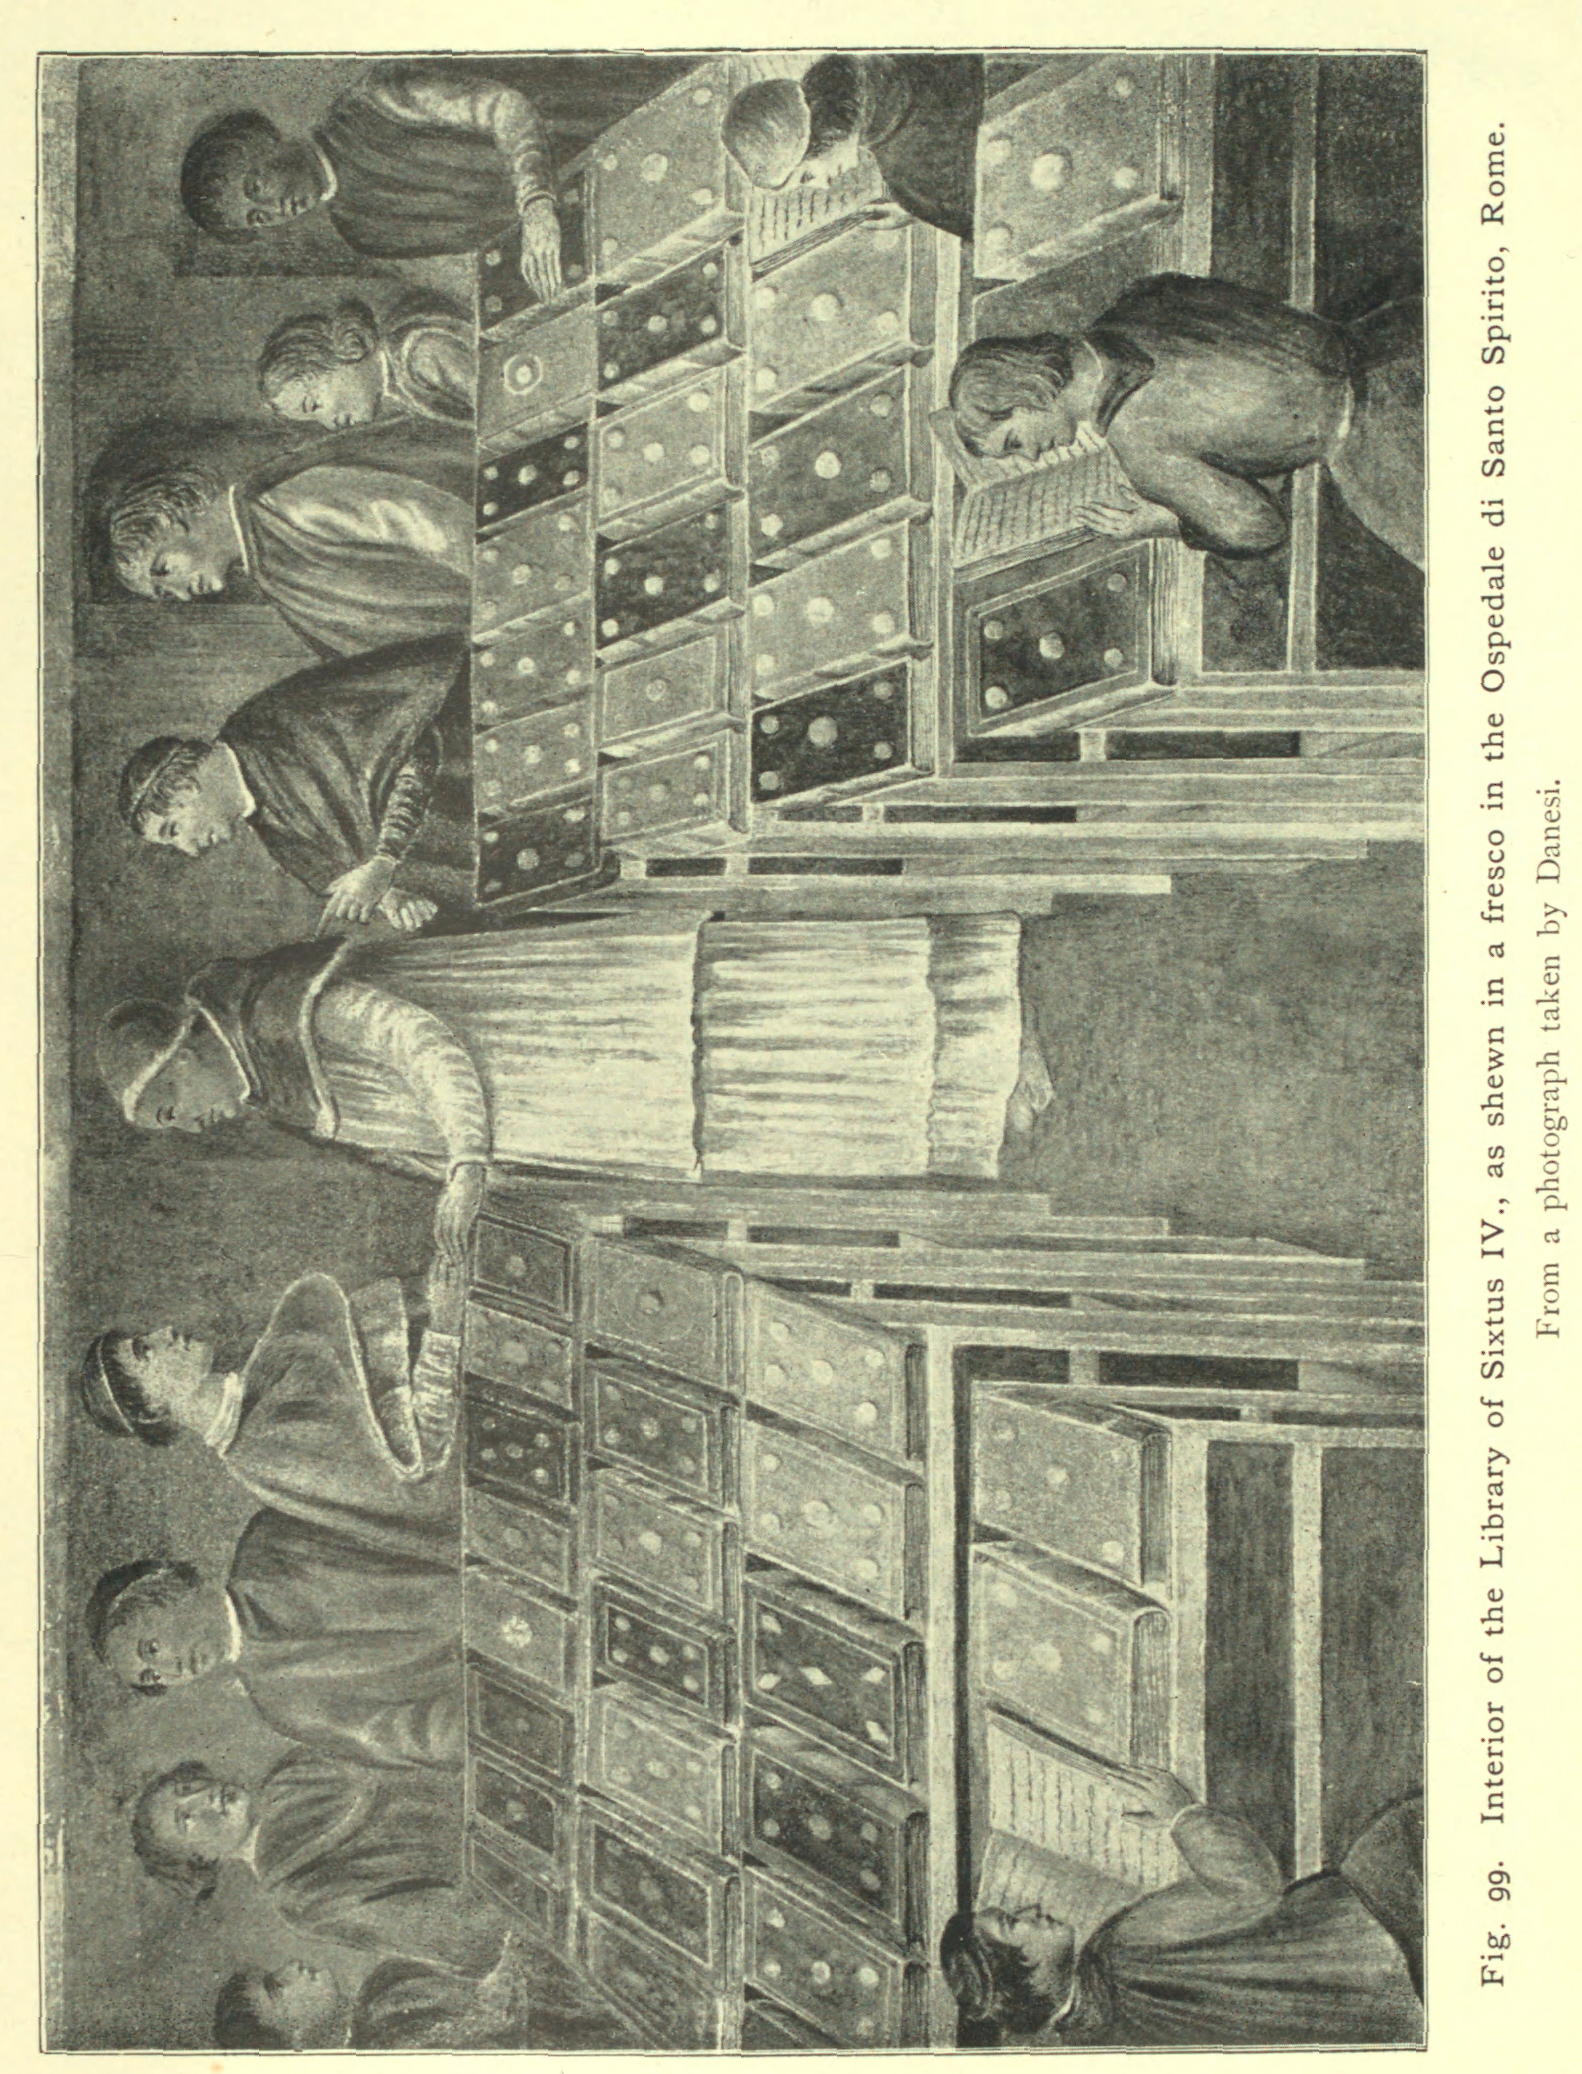 Fig. 99. Interior of the Library of Sixtus IV., as shewn in a fresco in the Ospedale di Santo Spirito, Rome.
From a photograph taken by Danesi.